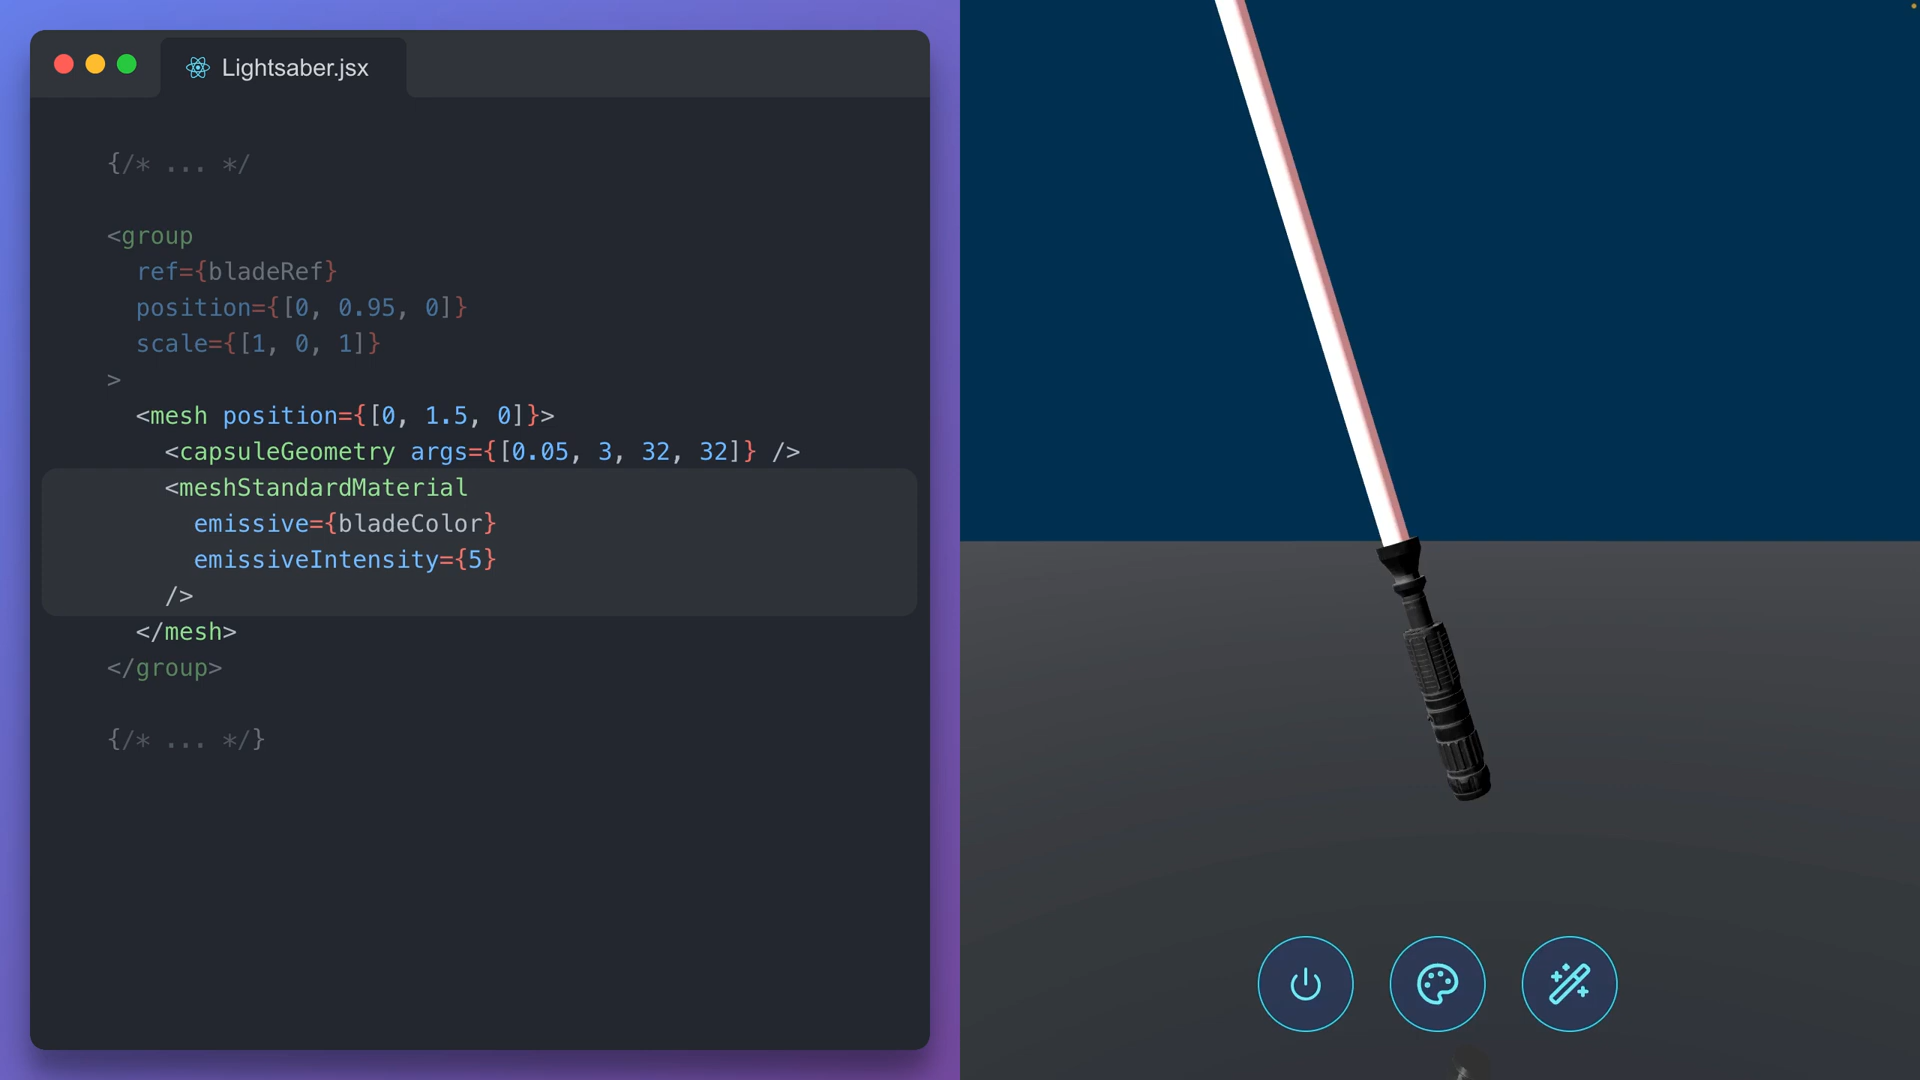 Lightsaber.jsx
{/* ... */
<group
ref={bladeRef}
position={[0, 0.95, 0]}
scale={[1, 0, 1]}
>
<mesh position={[0, 1.5, 0]}>
<capsuleGeometry args={[0.05, 3, 32, 32]} />
<meshStandardMaterial
emissive={bladeColor}
emissiveIntensity={5}
/>
</mesh>
</group>
{/* ... */}